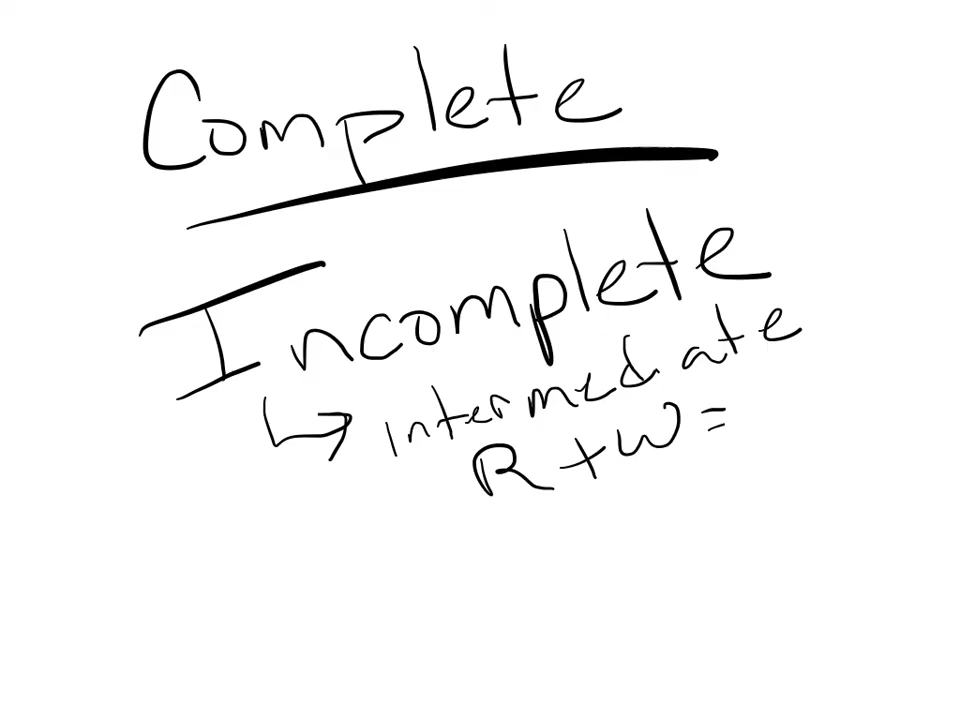 Complete
Incomplete
↳ intermediate
R + W =